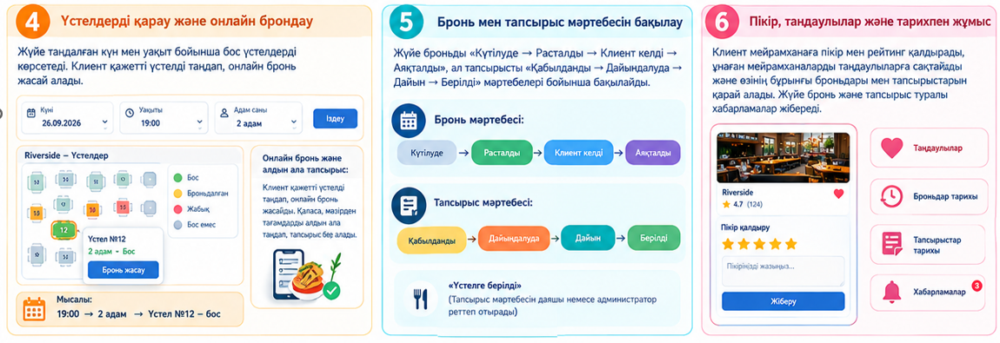 4
Үстелдерді қарау және онлайн брондау
Жүйе таңдалған күн мен уақыт бойынша бос үстелдерді
көрсетеді. Клиент қажетті үстелді таңдап, онлайн бронь
жасай алады.
Күні
26.09.2026
Уақыты
19:00
Адам саны
2 адам
Іздеу
Riverside – Үстелдер
12
Үстел №12
2 адам - Бос
Бронь жасау
Бос
Броньдалған
Жабық
Бос емес
Онлайн бронь және
алдын ала тапсырыс:
Клиент қажетті үстелді
таңдап, онлайн бронь
жасайды. Қаласа, мәзірден
тағамдарды алдын ала
таңдап, тапсырыс бее алады.
Мысалы:
19:00 → 2 адам → Үстел №12 – бос
5
Бронь мен тапсырыс мәртебесін бақылау
Жүйе броньды «Күтілуде → Расталды → Клиент келді →
Аяқталды», ал тапсырысты «Қабылданды → Дайындалуда →
Дайын → Берілді» мәртебелері бойынша бақылайды.
Бронь мәртебесі:
Күтілуде → Расталды → Клиент келді → Аяқталды
Тапсырыс мәртебесі:
Қабылданды → Дайындалуда → Дайын → Берілді
«Үстелге берілді»
(Тапсырыс мәртебесін даяшы немесе администратор
реттеп отырады)
6
Пікір, таңдаулылар және тарихпен жұмыс
Клиент мейрамханаға пікір мен рейтинг қалдырады,
ұнаған мейрамханаларды таңдаулыларға сақтайды
және өзінің бұрынғы броньдары мен тапсырыстарын
қарай алады. Жүйе бронь және тапсырыс туралы
хабарламалар жібереді.
Riverside
4.7 (124)
Пікір қалдыру
Пікіріңізді жазыңыз...
Жіберу
Таңдаулылар
Броньдар тарихы
Тапсырыстар
тарихы
Хабарламалар
3